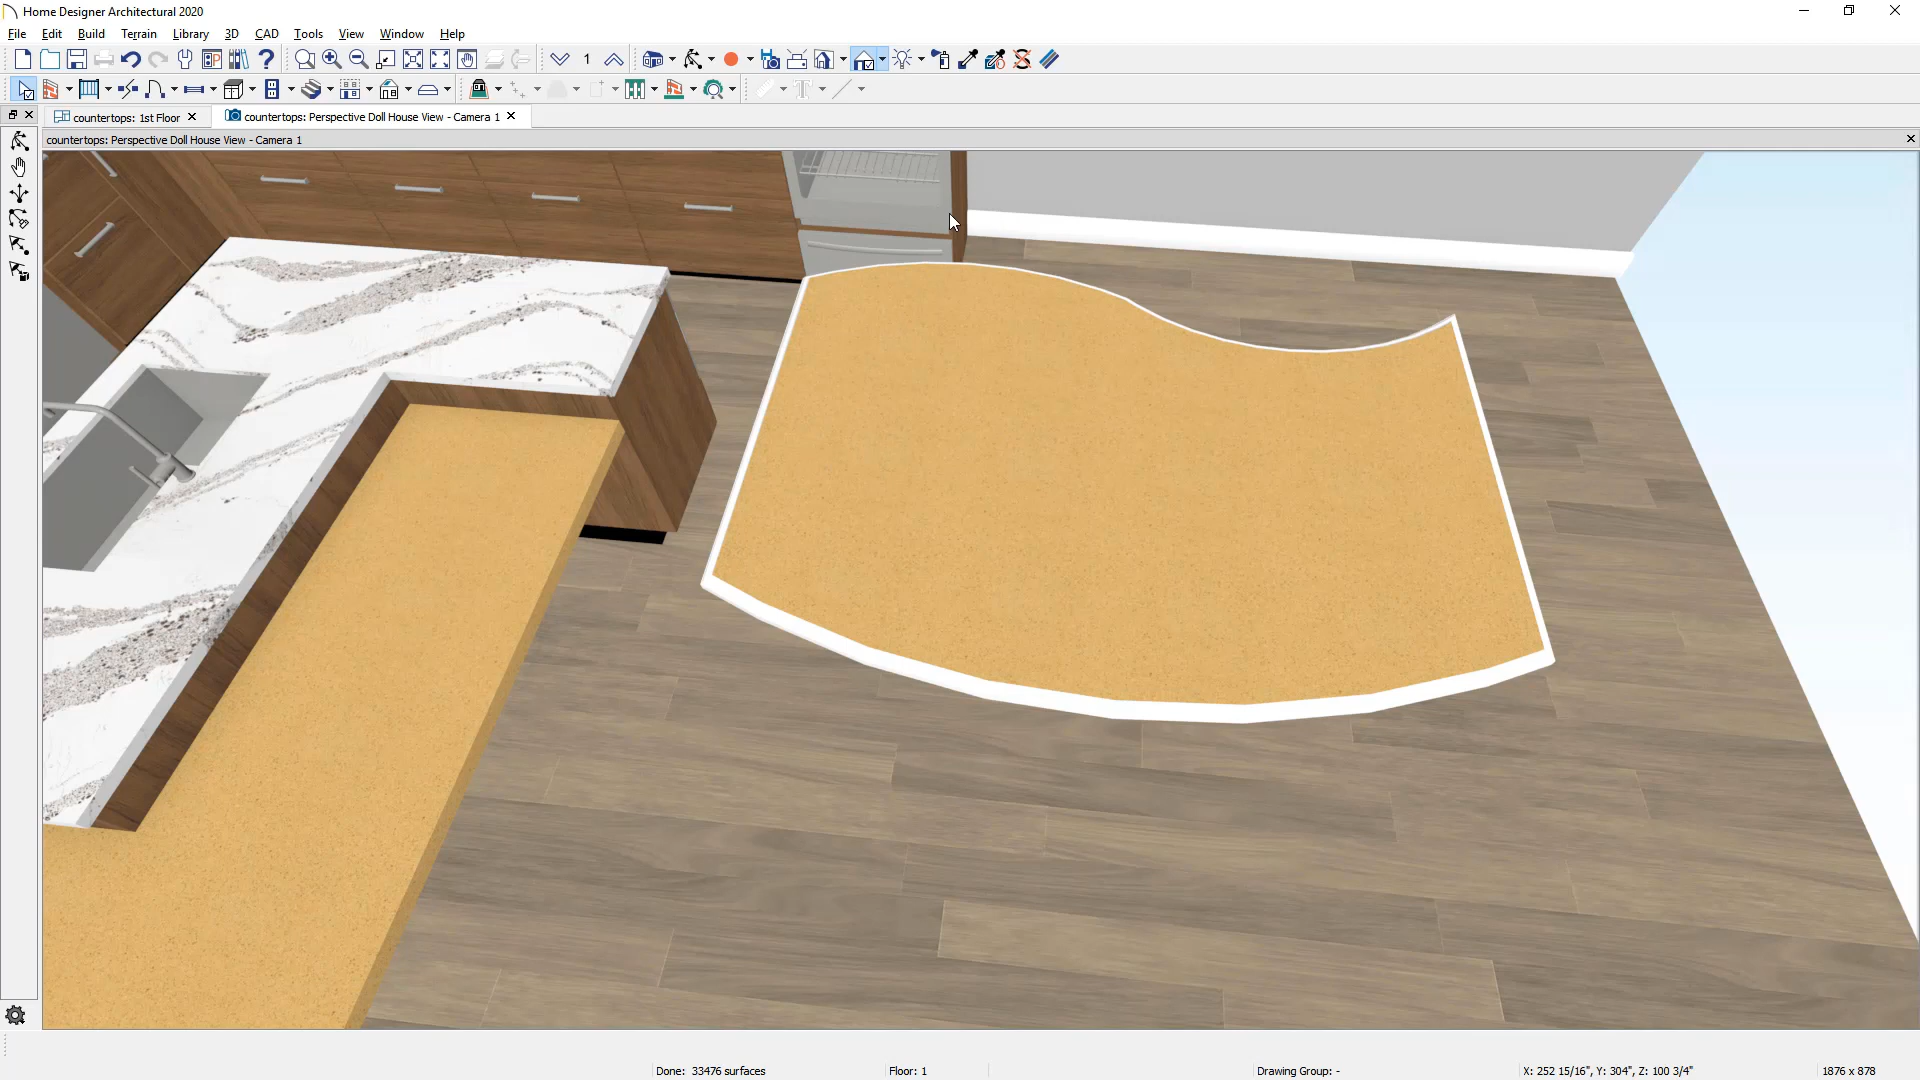 Home Designer Architectural 2020
File Edit Build Terrain Library 3D CAD Tools View Window Help
1
countertops: 1st Floor
countertops: Perspective Doll House View - Camera 1
countertops: Perspective Doll House View - Camera 1
Done: 33476 surfaces Floor: 1 Drawing Group: - X: 252 15/16", Y: 304", Z: 100 3/4" 1876 x 878